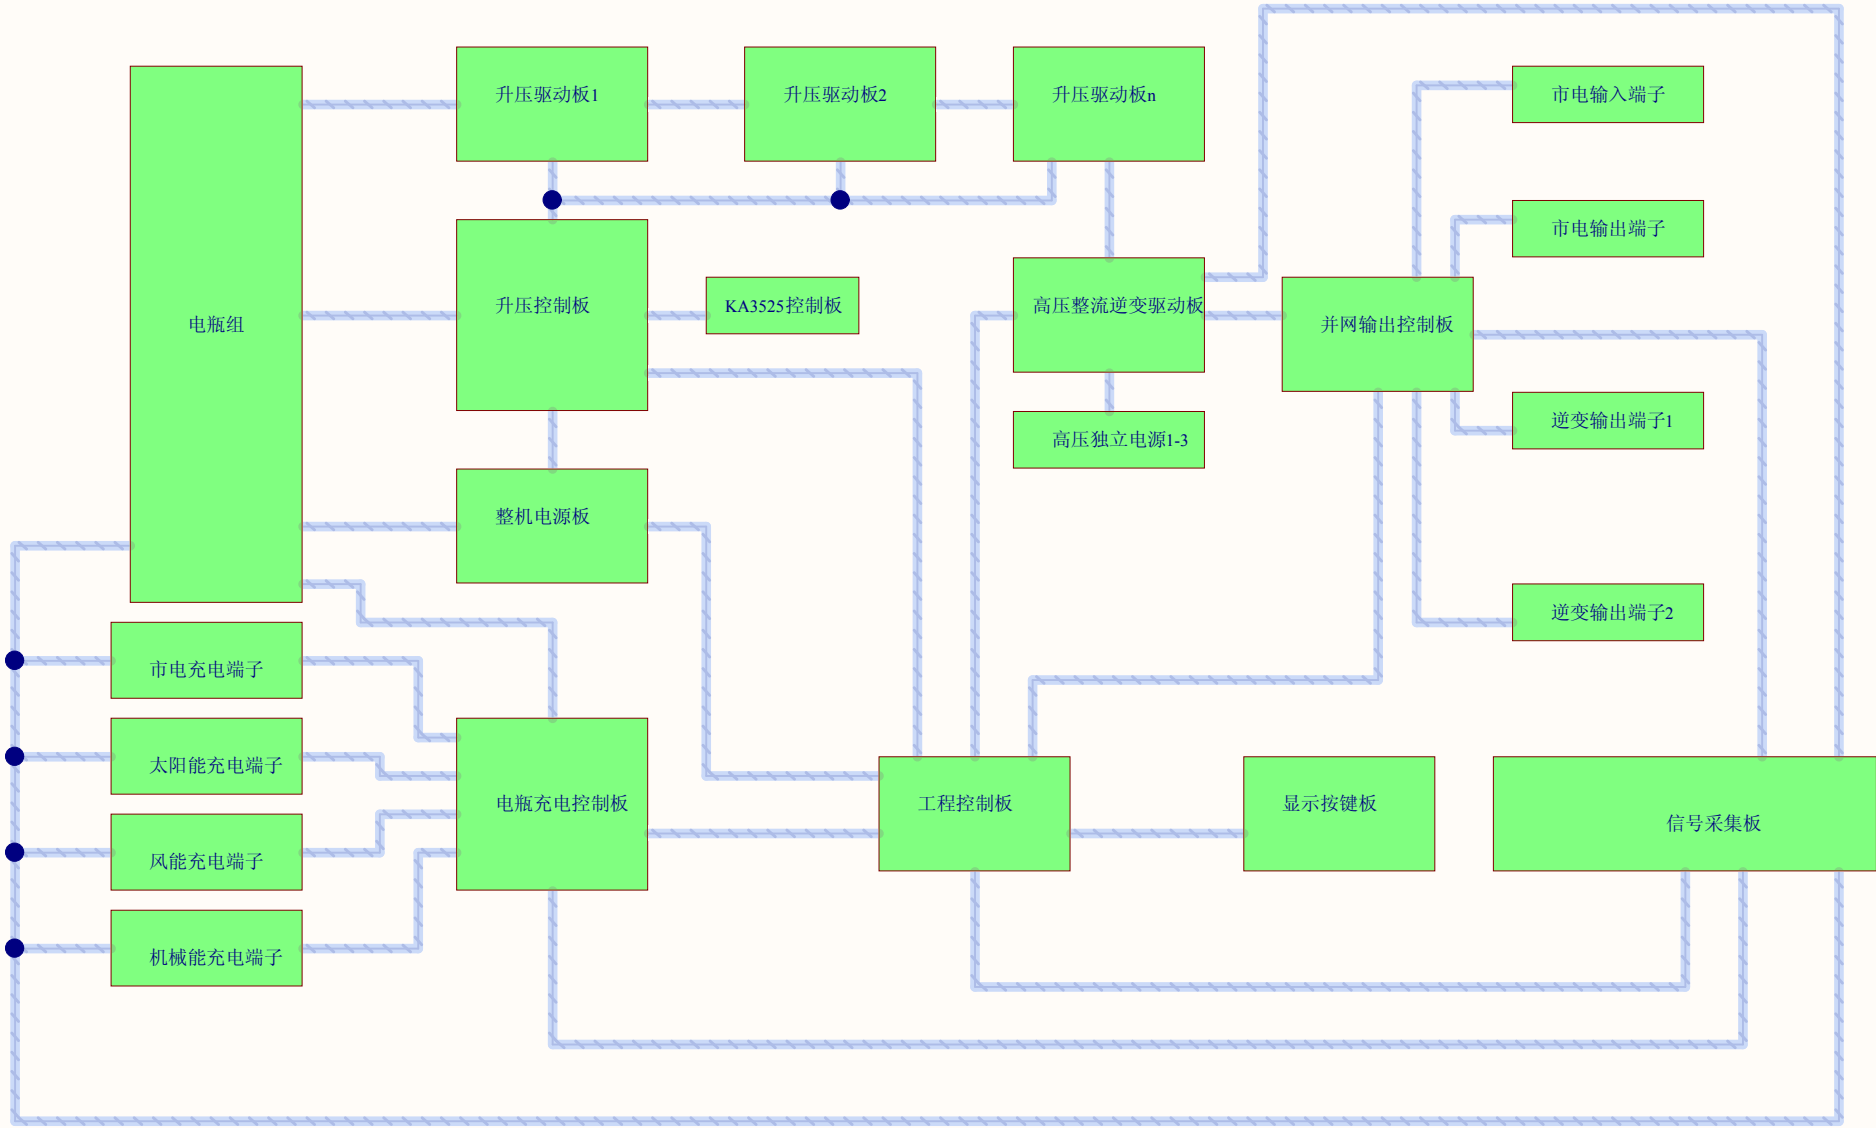 升压驱动板1
升压驱动板2
升压驱动板n
市电输入端子
市电输出端子
电瓶组
升压控制板
KA3525控制板
高压整流逆变驱动板
并网输出控制板
逆变输出端子1
高压独立电源1-3
整机电源板
逆变输出端子2
市电充电端子
太阳能充电端子
电瓶充电控制板
工程控制板
显示按键板
信号采集板
风能充电端子
机械能充电端子